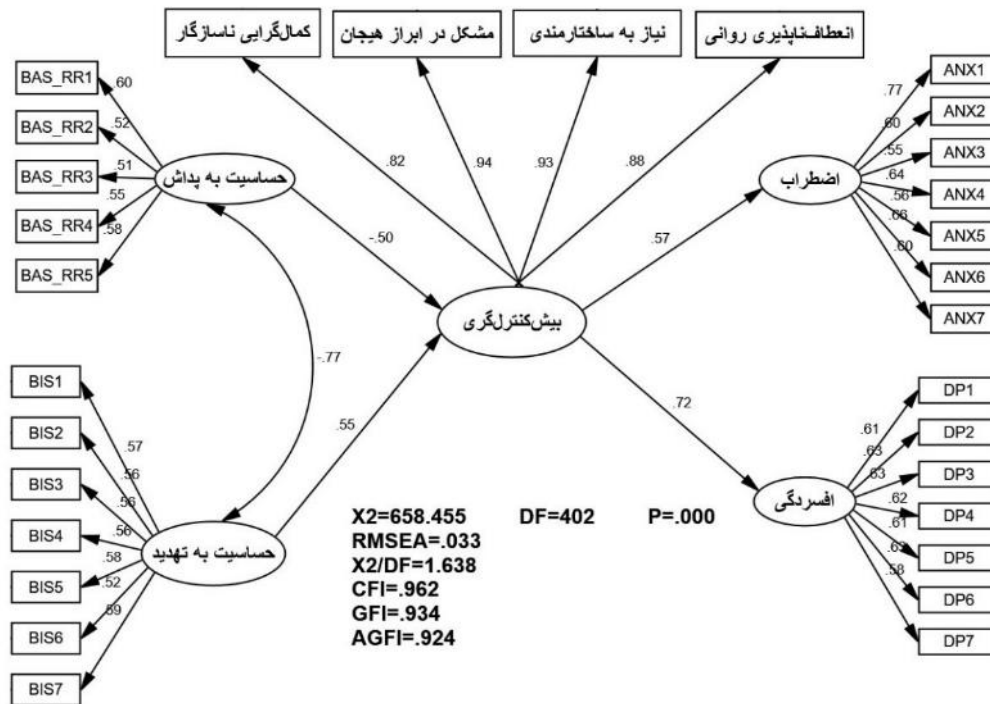 کمال‌گرایی ناسازگار
مشکل در ابراز هیجان
نیاز به ساختارمندی
انعطاف‌ناپذیری روانی
BAS_RR1
BAS_RR2
BAS_RR3
BAS_RR4
BAS_RR5
.60
.52
.51
.55
.58
حساسیت به پداش
.82
.94
.93
.88
اضطراب
.77
.60
.55
.64
.56
.66
.60
ANX1
ANX2
ANX3
ANX4
ANX5
ANX6
ANX7
-.50
.57
بیش‌کنترل‌گری
-.77
.55
.72
BIS1
BIS2
BIS3
BIS4
BIS5
BIS6
BIS7
.57
.56
.56
.56
.58
.52
.59
حساسیت به تهدید
افسردگی
.61
.63
.63
.62
.61
.63
.58
DP1
DP2
DP3
DP4
DP5
DP6
DP7
X2=658.455 DF=402 P=.000
RMSEA=.033
X2/DF=1.638
CFI=.962
GFI=.934
AGFI=.924